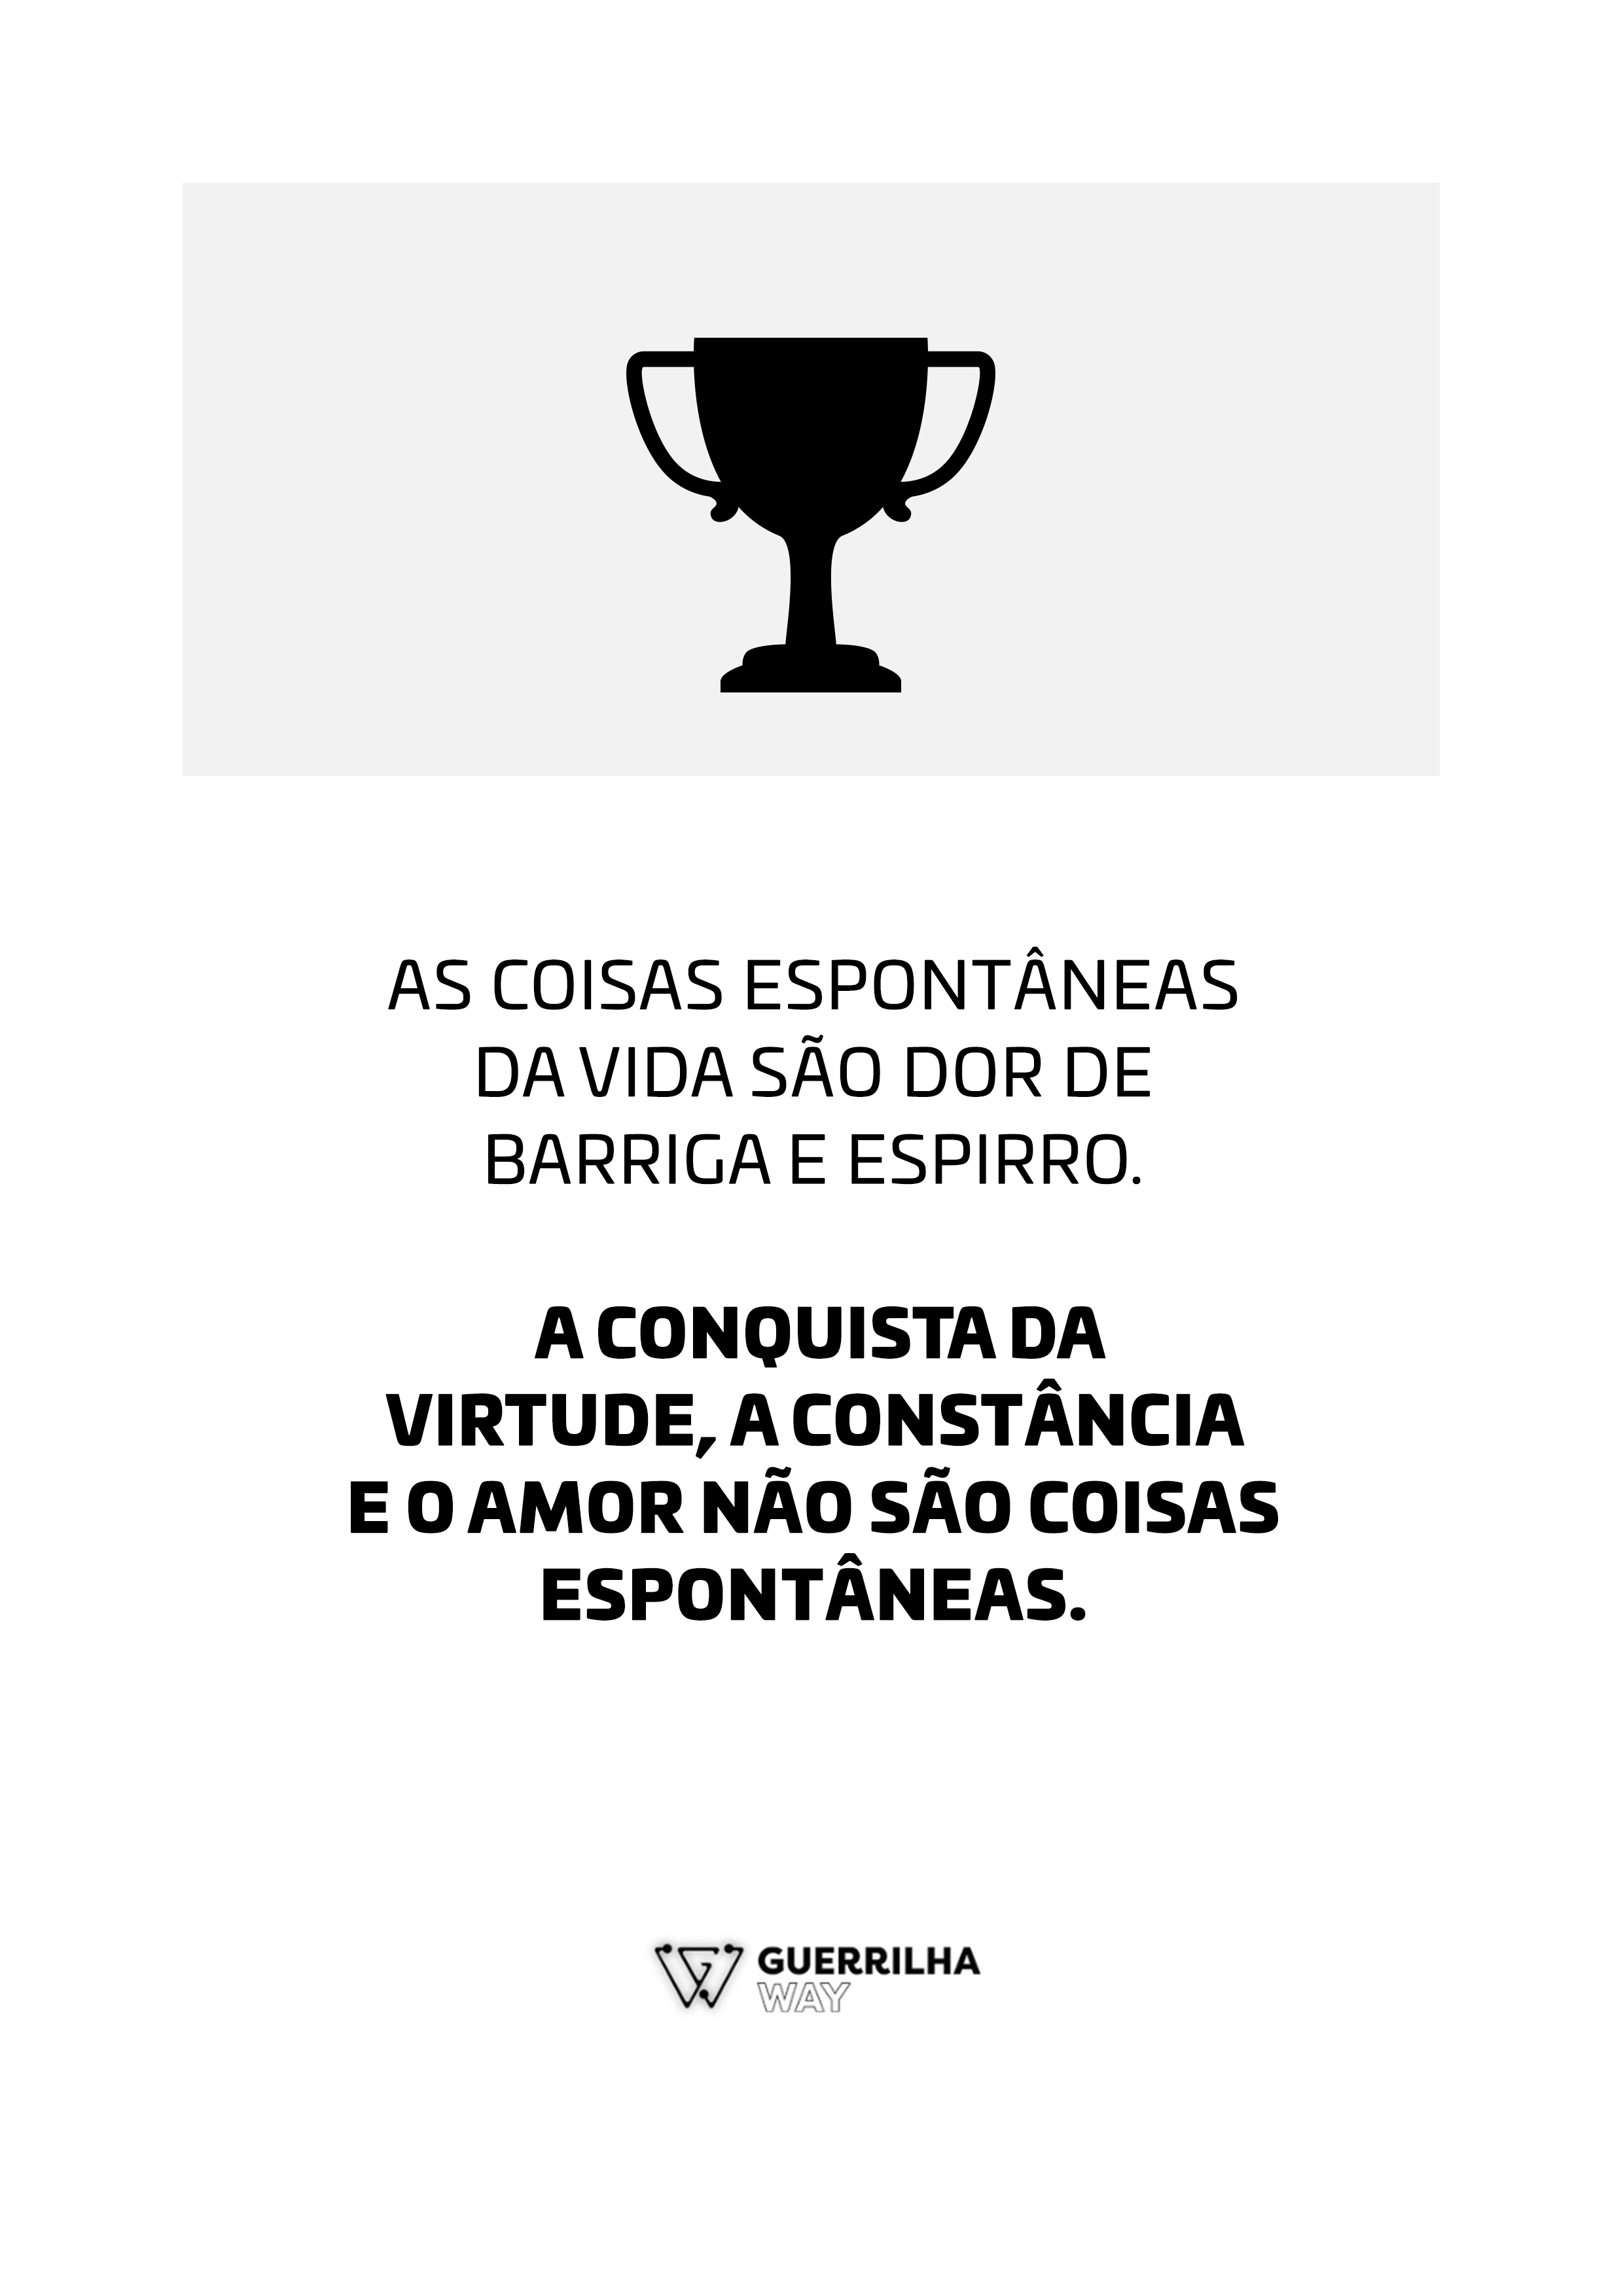 AS COISAS ESPONTÂNEAS
DA VIDA SÃO DOR DE
BARRIGA E ESPIRRO.
A CONQUISTA DA
VIRTUDE, A CONSTÂNCIA
E O AMOR NÃO SÃO COISAS
ESPONTÂNEAS.
GUERRILHA
WAY